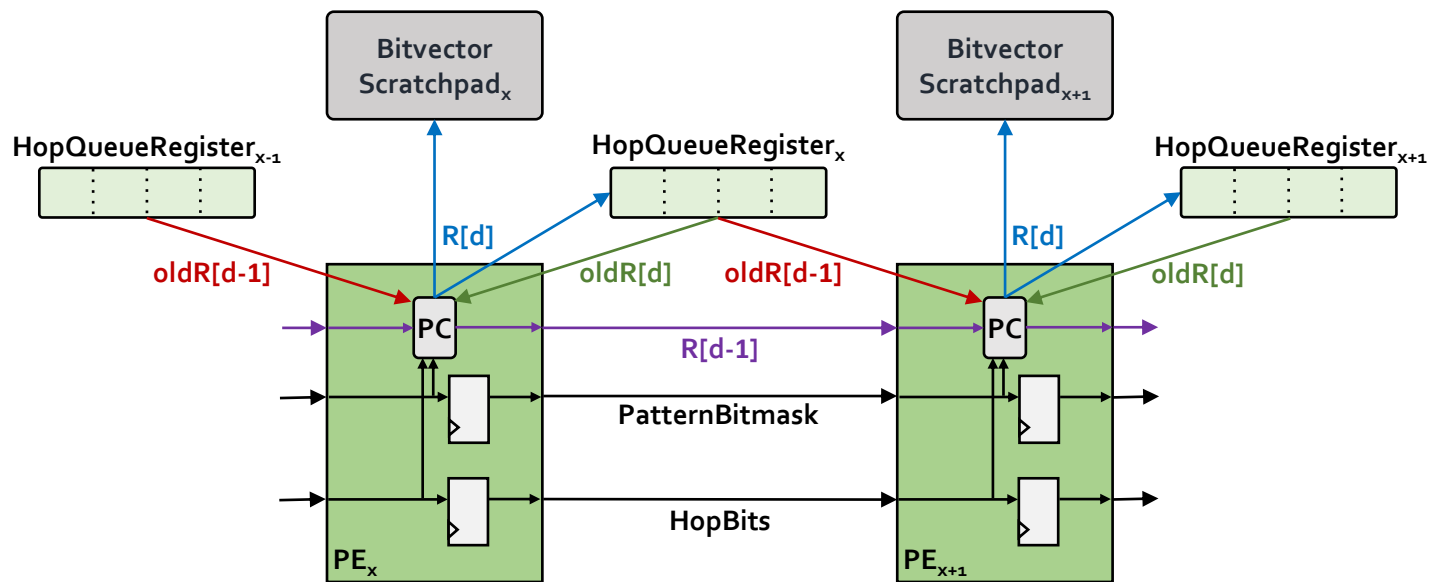 Bitvector
Scratchpadₓ
Bitvector
Scratchpadₓ₊₁
HopQueueRegisterₓ₋₁
HopQueueRegisterₓ
HopQueueRegisterₓ₊₁
R[d]
R[d]
oldR[d-1]
oldR[d]
oldR[d-1]
oldR[d]
PC
PC
R[d-1]
PatternBitmask
HopBits
PEₓ
PEₓ₊₁